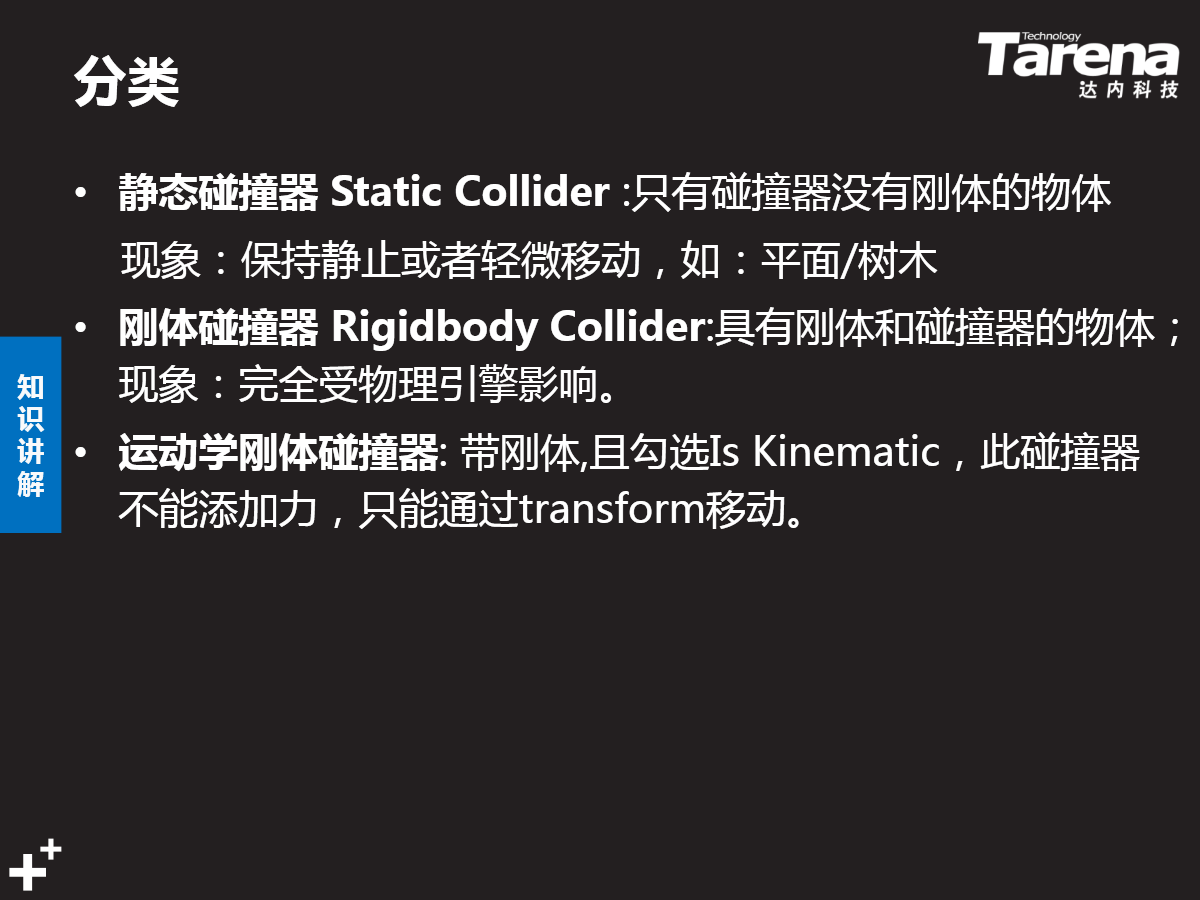 分类
Technology
Tarena
达内科技
• 静态碰撞器 Static Collider :只有碰撞器没有刚体的物体
现象：保持静止或者轻微移动，如：平面/树木
• 刚体碰撞器 Rigidbody Collider:具有刚体和碰撞器的物体；
现象：完全受物理引擎影响。
• 运动学刚体碰撞器: 带刚体,且勾选Is Kinematic，此碰撞器
不能添加力，只能通过transform移动。
知
识
讲
解